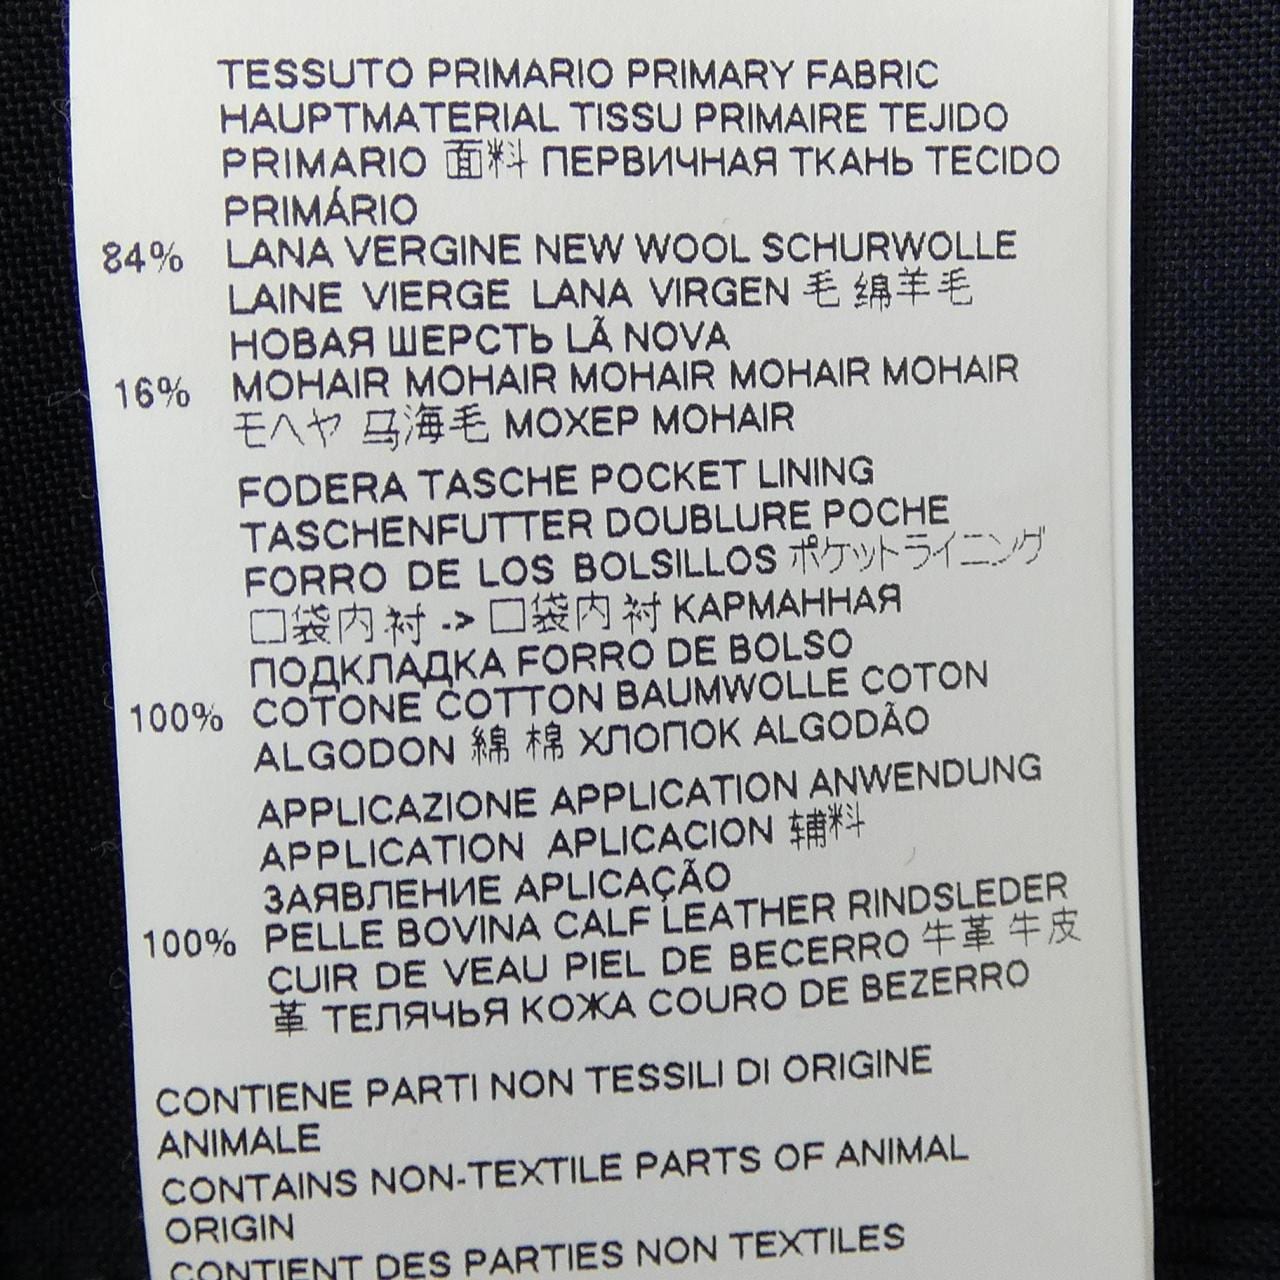 TESSUTO PRIMARIO PRIMARY FABRIC
HAUPTMATERIAL TISSU PRIMAIRE TEJIDO
PRIMARIO 面料 ПЕРВИЧНАЯ ТКАНЬ TECIDO
PRIMÁRIO
84% LANA VERGINE NEW WOOL SCHURWOLLE
LAINE VIERGE LANA VIRGEN 毛 绵羊毛
НОВАЯ ШЕРСТЬ LÃ NOVA
16% MOHAIR MOHAIR MOHAIR MOHAIR MOHAIR
モヘヤ 马海毛 МОХЕР MOHAIR
FODERA TASCHE POCKET LINING
TASCHENFUTTER DOUBLURE POCHE
FORRO DE LOS BOLSILLOS ポケットライニング
口袋内衬 -> 口袋内衬 КАРМАННАЯ
ПОДКЛАДКА FORRO DE BOLSO
100% COTONE COTTON BAUMWOLLE COTON
ALGODON 綿 棉 ХЛОПОК ALGODÃO
APPLICAZIONE APPLICATION ANWENDUNG
APPLICATION APLICACION 辅料
ЗАЯВЛЕНИЕ APLICAÇÃO
100% PELLE BOVINA CALF LEATHER RINDSLEDER
CUIR DE VEAU PIEL DE BECERRO 牛革 牛皮
革 ТЕЛЯЧЬЯ КОЖА COURO DE BEZERRO
CONTIENE PARTI NON TESSILI DI ORIGINE
ANIMALE
CONTAINS NON-TEXTILE PARTS OF ANIMAL
ORIGIN
CONTIENT DES PARTIES NON TEXTILES